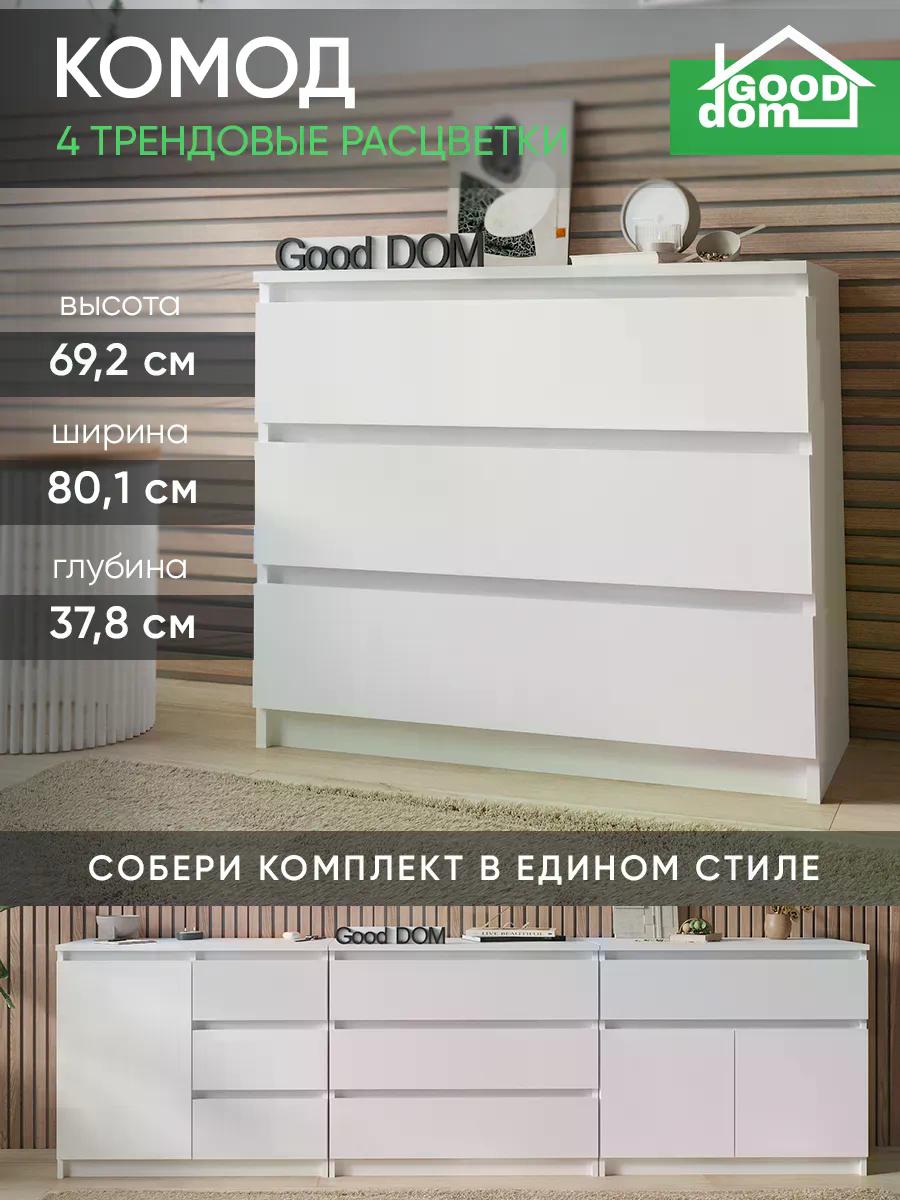 КОМОД
4 ТРЕНДОВЫЕ РАСЦВЕТКИ
GOOD
dom
Good DOM
высота
69,2 см
ширина
80,1 см
глубина
37,8 см
СОБЕРИ КОМПЛЕКТ В ЕДИНОМ СТИЛЕ
Good DOM
LIVE BEAUTIFUL